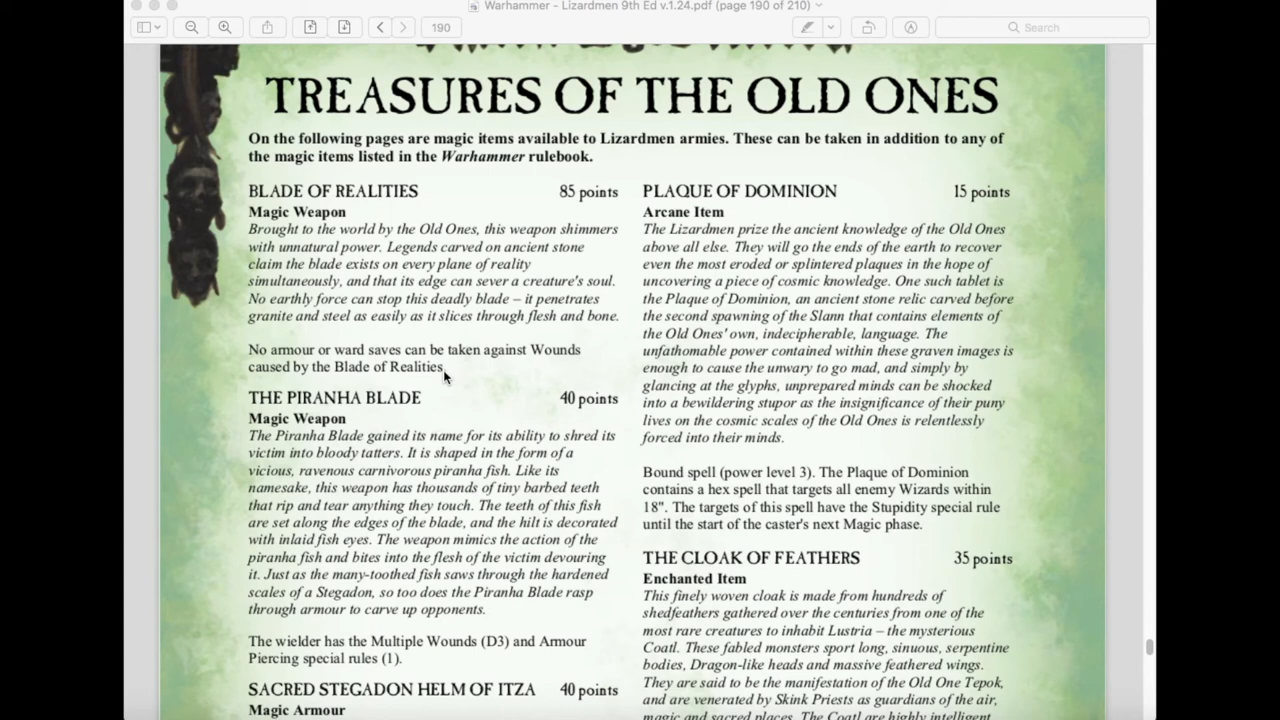 Warhammer - Lizardmen 9th Ed v.1.24.pdf (page 190 of 210)
190
Search
TREASURES OF THE OLD ONES
On the following pages are magic items available to Lizardmen armies. These can be taken in addition to any of
the magic items listed in the Warhammer rulebook.
BLADE OF REALITIES 85 points
Magic Weapon
Brought to the world by the Old Ones, this weapon shimmers
with unnatural power. Legends carved on ancient stone
claim the blade exists on every plane of reality
simultaneously, and that its edge can sever a creature's soul.
No earthly force can stop this deadly blade – it penetrates
granite and steel as easily as it slices through flesh and bone.
No armour or ward saves can be taken against Wounds
caused by the Blade of Realities.
THE PIRANHA BLADE 40 points
Magic Weapon
The Piranha Blade gained its name for its ability to shred its
victim into bloody tatters. It is shaped in the form of a
vicious, ravenous carnivorous piranha fish. Like its
namesake, this weapon has thousands of tiny barbed teeth
that rip and tear anything they touch. The teeth of this fish
are set along the edges of the blade, and the hilt is decorated
with inlaid fish eyes. The weapon mimics the action of the
piranha fish and bites into the flesh of the victim devouring
it. Just as the many-toothed fish saws through the hardened
scales of a Stegadon, so too does the Piranha Blade rasp
through armour to carve up opponents.
The wielder has the Multiple Wounds (D3) and Armour
Piercing special rules (1).
SACRED STEGADON HELM OF ITZA 40 points
Magic Armour
PLAQUE OF DOMINION 15 points
Arcane Item
The Lizardmen prize the ancient knowledge of the Old Ones
above all else. They will go the ends of the earth to recover
even the most eroded or splintered plaques in the hope of
uncovering a piece of cosmic knowledge. One such tablet is
the Plaque of Dominion, an ancient stone relic carved before
the second spawning of the Slann that contains elements of
the Old Ones' own, indecipherable, language. The
unfathomable power contained within these graven images is
enough to cause the unwary to go mad, and simply by
glancing at the glyphs, unprepared minds can be shocked
into a bewildering stupor as the insignificance of their puny
lives on the cosmic scales of the Old Ones is relentlessly
forced into their minds.
Bound spell (power level 3). The Plaque of Dominion
contains a hex spell that targets all enemy Wizards within
18". The targets of this spell have the Stupidity special rule
until the start of the caster's next Magic phase.
THE CLOAK OF FEATHERS 35 points
Enchanted Item
This finely woven cloak is made from hundreds of
shedfeathers gathered over the centuries from one of the
most rare creatures to inhabit Lustria – the mysterious
Coatl. These fabled monsters sport long, sinuous, serpentine
bodies, Dragon-like heads and massive feathered wings.
They are said to be the manifestation of the Old One Tepok,
and are venerated by Skink Priests as guardians of the air,
magic and sacred places. The Coatl are highly intelligent